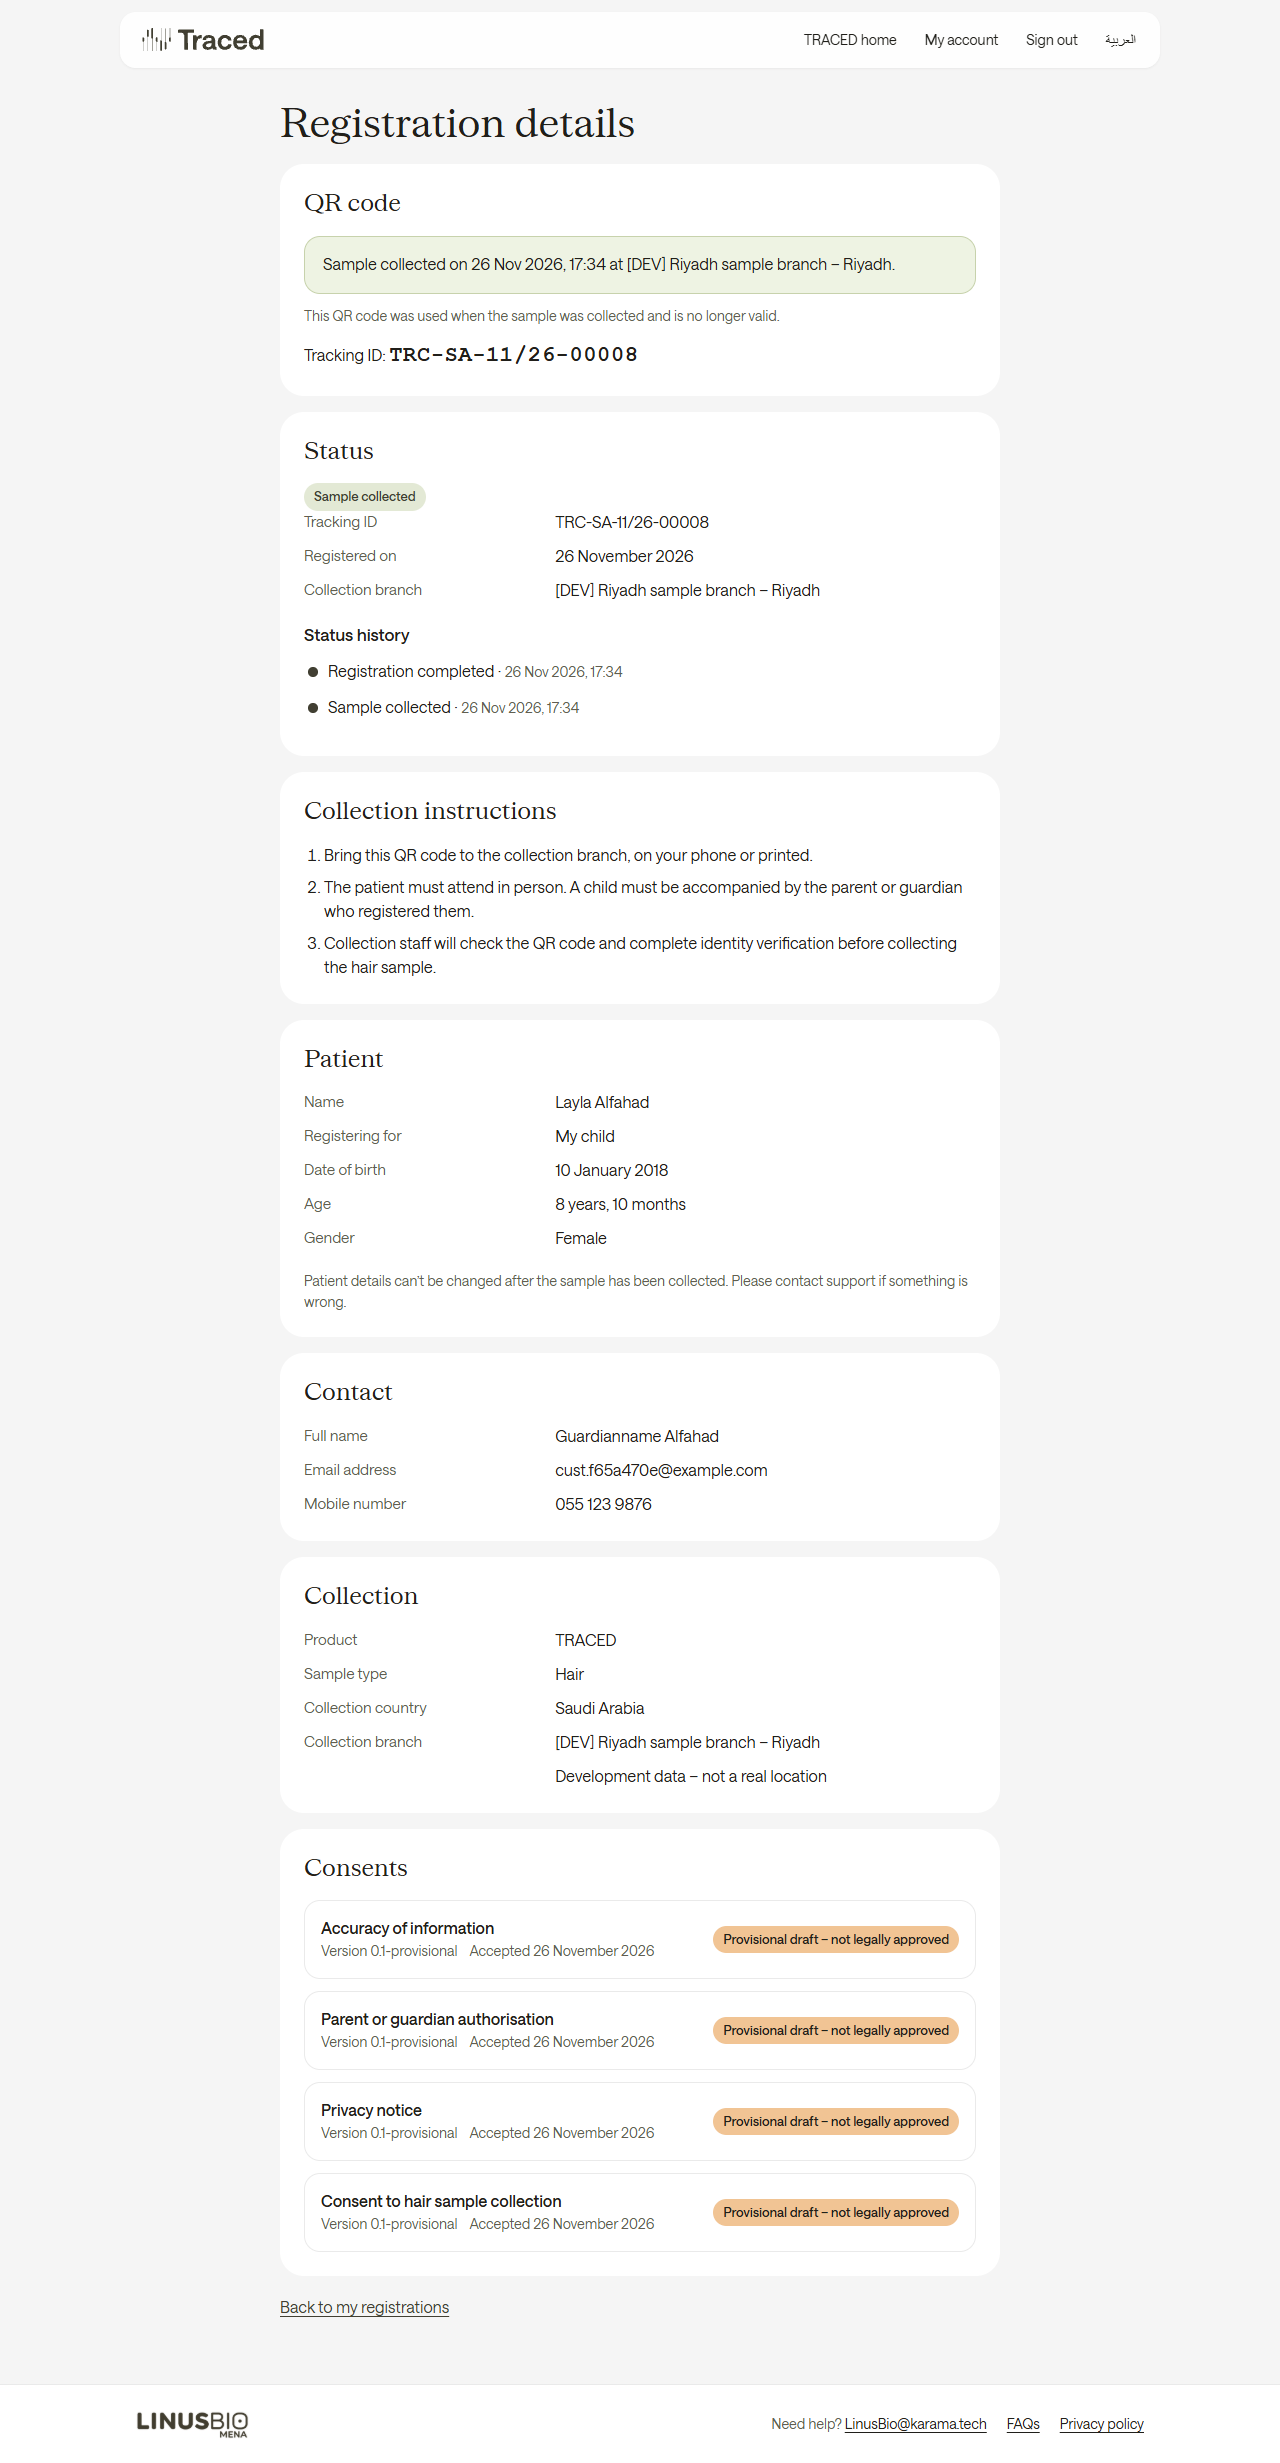 Traced
TRACED home
My account
Sign out
العربية
Registration details
QR code
Sample collected on 26 Nov 2026, 17:34 at [DEV] Riyadh sample branch – Riyadh.
This QR code was used when the sample was collected and is no longer valid.
Tracking ID: TRC-SA-11/26-00008
Status
Sample collected
Tracking ID TRC-SA-11/26-00008
Registered on 26 November 2026
Collection branch [DEV] Riyadh sample branch – Riyadh
Status history
Registration completed · 26 Nov 2026, 17:34
Sample collected · 26 Nov 2026, 17:34
Collection instructions
1. Bring this QR code to the collection branch, on your phone or printed.
2. The patient must attend in person. A child must be accompanied by the parent or guardian
who registered them.
3. Collection staff will check the QR code and complete identity verification before collecting
the hair sample.
Patient
Name Layla Alfahad
Registering for My child
Date of birth 10 January 2018
Age 8 years, 10 months
Gender Female
Patient details can't be changed after the sample has been collected. Please contact support if something is
wrong.
Contact
Full name Guardianname Alfahad
Email address cust.f65a470e@example.com
Mobile number 055 123 9876
Collection
Product TRACED
Sample type Hair
Collection country Saudi Arabia
Collection branch [DEV] Riyadh sample branch – Riyadh
Development data – not a real location
Consents
Accuracy of information
Version 0.1-provisional Accepted 26 November 2026
Provisional draft – not legally approved
Parent or guardian authorisation
Version 0.1-provisional Accepted 26 November 2026
Provisional draft – not legally approved
Privacy notice
Version 0.1-provisional Accepted 26 November 2026
Provisional draft – not legally approved
Consent to hair sample collection
Version 0.1-provisional Accepted 26 November 2026
Provisional draft – not legally approved
Back to my registrations
LINUSBIO
MENA
Need help? LinusBio@karama.tech
FAQs
Privacy policy